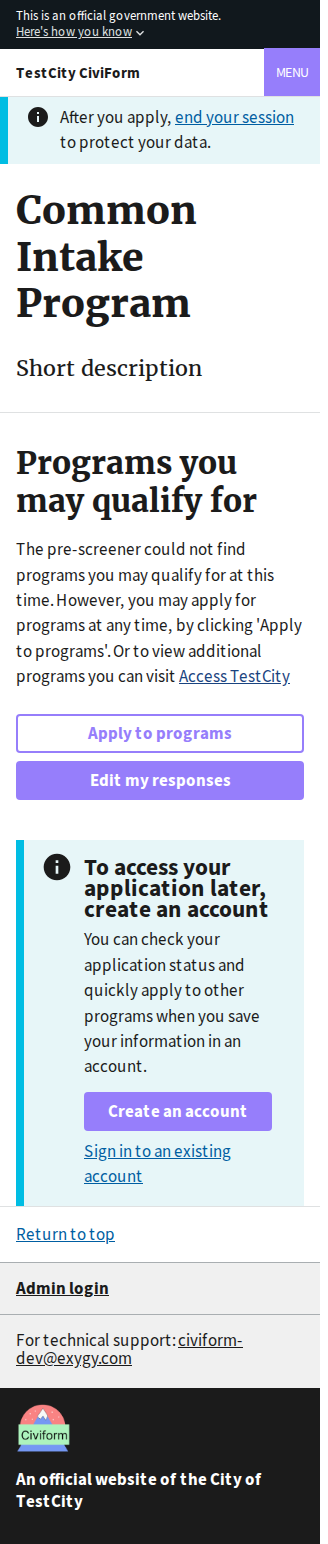 This is an official government website.
Here's how you know
TestCity CiviForm
MENU
After you apply, end your session
to protect your data.
Common
Intake
Program
Short description
Programs you
may qualify for
The pre-screener could not find
programs you may qualify for at this
time. However, you may apply for
programs at any time, by clicking 'Apply
to programs'. Or to view additional
programs you can visit Access TestCity
Apply to programs
Edit my responses
To access your
application later,
create an account
You can check your
application status and
quickly apply to other
programs when you save
your information in an
account.
Create an account
Sign in to an existing
account
Return to top
Admin login
For technical support: civiform-
dev@exygy.com
Civiform
An official website of the City of
TestCity